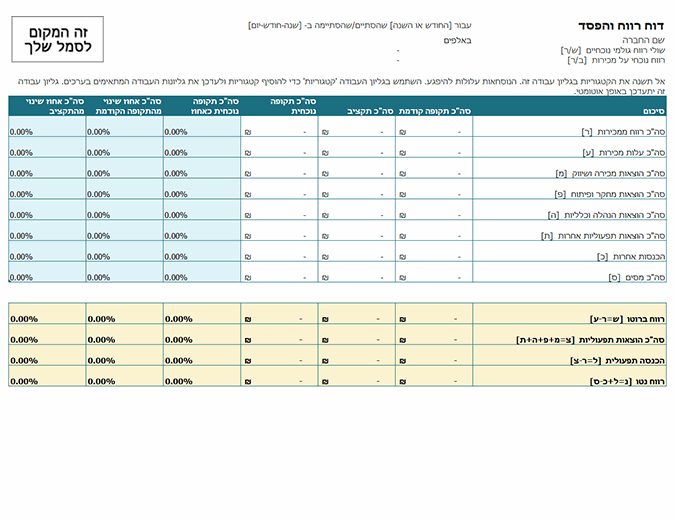 דוח רווח והפסד
עבור [החודש או השנה] שהסתיים/שהסתיימה ב- [שנה-חודש-יום]
זה המקום
לסמל שלך
שם החברה
באלפים
שולי רווח גולמי נוכחיים [ש/ר] -
רווח נוכחי על מכירות [ב/ר] -
אל תשנה את הקטגוריות בגליון עבודה זה. הנוסחאות עלולות להיפגע. השתמש בגליון העבודה 'קטגוריות' כדי להוסיף קטגוריות ולעדכן את גליונות העבודה המתאימים בערכים. גליון עבודה
זה יתעדכן באופן אוטומטי.
סיכום סה"כ תקופה קודמת סה"כ תקציב סה"כ תקופה נוכחית סה"כ תקופה נוכחית כאחוז סה"כ אחוז שינוי מהתקופה הקודמת סה"כ אחוז שינוי מהתקציב
סה"כ רווח ממכירות [ר] - ₪ - ₪ - ₪ 0.00% 0.00% 0.00%
סה"כ עלות מכירות [ע] - ₪ - ₪ - ₪ 0.00% 0.00% 0.00%
סה"כ הוצאות מכירה ושיווק [מ] - ₪ - ₪ - ₪ 0.00% 0.00% 0.00%
סה"כ הוצאות מחקר ופיתוח [פ] - ₪ - ₪ - ₪ 0.00% 0.00% 0.00%
סה"כ הוצאות הנהלה וכלליות [ה] - ₪ - ₪ - ₪ 0.00% 0.00% 0.00%
סה"כ הוצאות תפעוליות אחרות [ת] - ₪ - ₪ - ₪ 0.00% 0.00% 0.00%
הכנסות אחרות [כ] - ₪ - ₪ - ₪ 0.00% 0.00% 0.00%
סה"כ מסים [ס] - ₪ - ₪ - ₪ 0.00% 0.00% 0.00%
רווח ברוטו [ש=ר-ע] - ₪ - ₪ - ₪ 0.00% 0.00% 0.00%
סה"כ הוצאות תפעוליות [צ=מ+פ+ה+ת] - ₪ - ₪ - ₪ 0.00% 0.00% 0.00%
הכנסה תפעולית [ל=ר-צ] - ₪ - ₪ - ₪ 0.00% 0.00% 0.00%
רווח נטו [נ=ל+כ-ס] - ₪ - ₪ - ₪ 0.00% 0.00% 0.00%